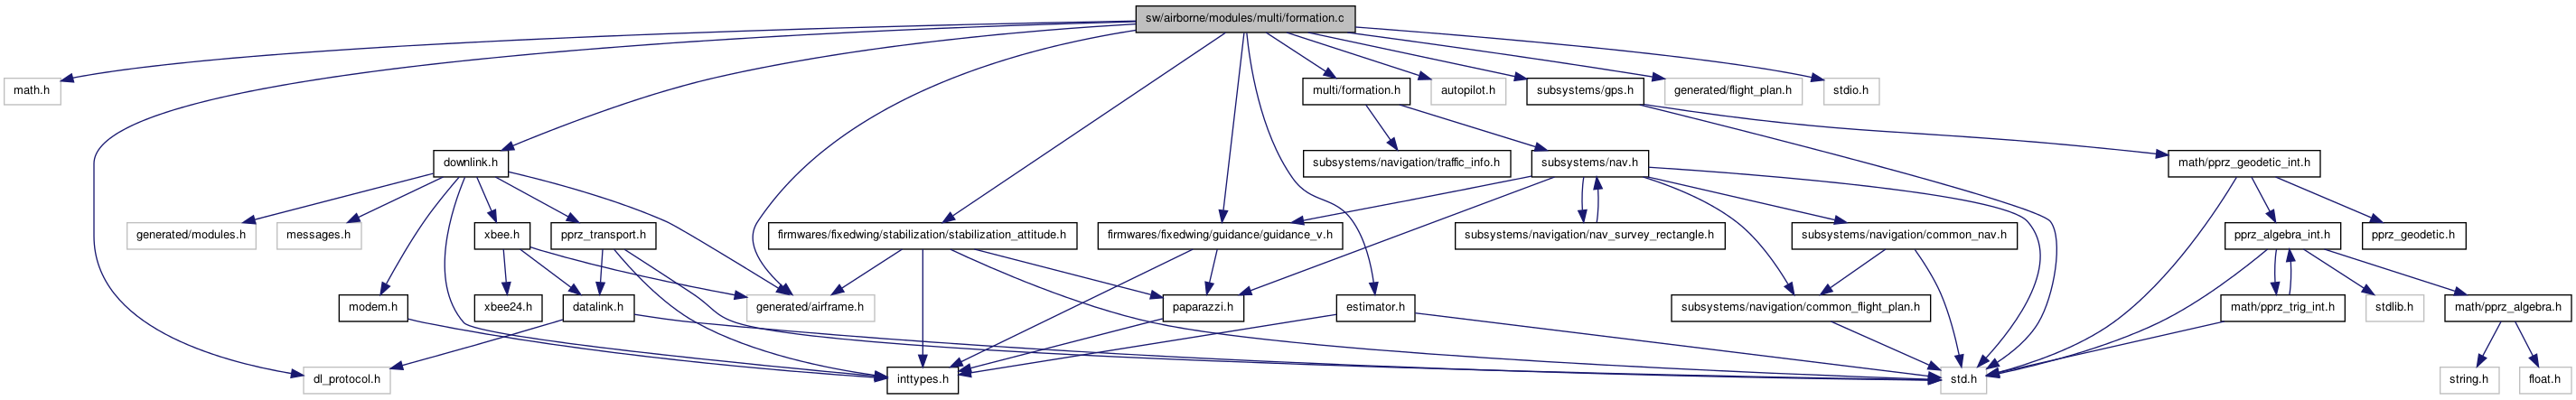 sw/airborne/modules/multi/formation.c
math.h
multi/formation.h
autopilot.h
subsystems/gps.h
generated/flight_plan.h
stdio.h
downlink.h
subsystems/navigation/traffic_info.h
subsystems/nav.h
math/pprz_geodetic_int.h
generated/modules.h
messages.h
xbee.h
pprz_transport.h
firmwares/fixedwing/stabilization/stabilization_attitude.h
firmwares/fixedwing/guidance/guidance_v.h
subsystems/navigation/nav_survey_rectangle.h
subsystems/navigation/common_nav.h
pprz_algebra_int.h
pprz_geodetic.h
modem.h
xbee24.h
datalink.h
generated/airframe.h
paparazzi.h
estimator.h
subsystems/navigation/common_flight_plan.h
math/pprz_trig_int.h
stdlib.h
math/pprz_algebra.h
dl_protocol.h
inttypes.h
std.h
string.h
float.h